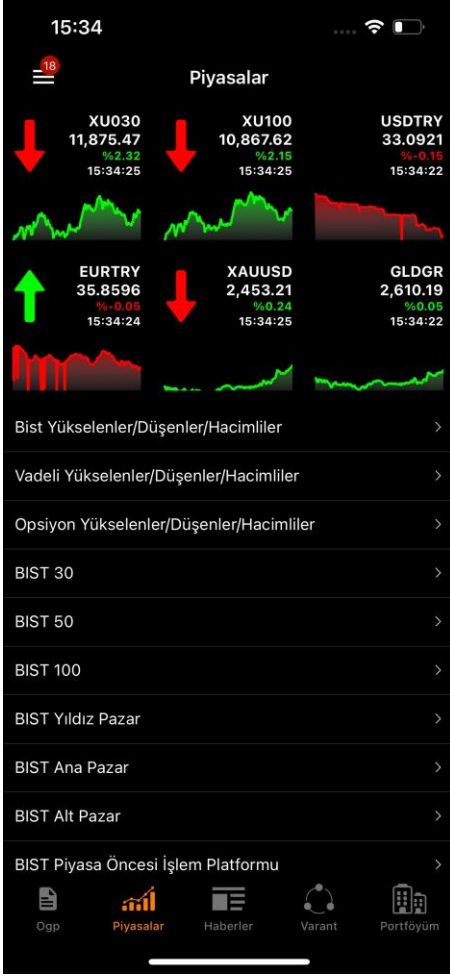 15:34
18
Piyasalar
XU030
11,875.47
%2.32
15:34:25
XU100
10,867.62
%2.15
15:34:25
USDTRY
33.0921
%-0.15
15:34:22
EURTRY
35.8596
%-0.05
15:34:24
XAUUSD
2,453.21
%0.24
15:34:25
GLDGR
2,610.19
%0.05
15:34:22
Bist Yükselenler/Düşenler/Hacimliler
Vadeli Yükselenler/Düşenler/Hacimliler
Opsiyon Yükselenler/Düşenler/Hacimliler
BIST 30
BIST 50
BIST 100
BIST Yıldız Pazar
BIST Ana Pazar
BIST Alt Pazar
BIST Piyasa Öncesi İşlem Platformu
Ogp
Piyasalar
Haberler
Varant
Portföyüm